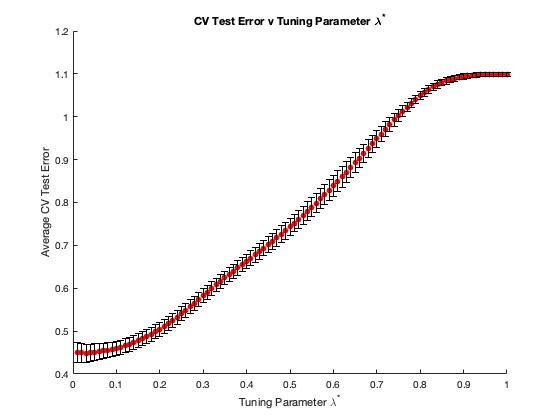 CV Test Error v Tuning Parameter λ*
1.2
1.1
1
0.9
0.8
0.7
0.6
0.5
0.4
Average CV Test Error
0 0.1 0.2 0.3 0.4 0.5 0.6 0.7 0.8 0.9 1
Tuning Parameter λ*